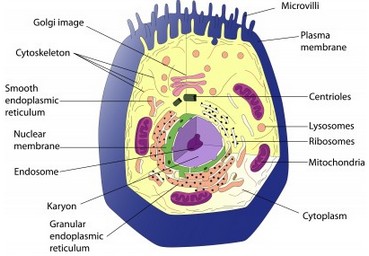 Golgi image
Cytoskeleton
Smooth
endoplasmic
reticulum
Nuclear
membrane
Endosome
Karyon
Granular
endoplasmic
reticulum
Microvilli
Plasma
membrane
Centrioles
Lysosomes
Ribosomes
Mitochondria
Cytoplasm